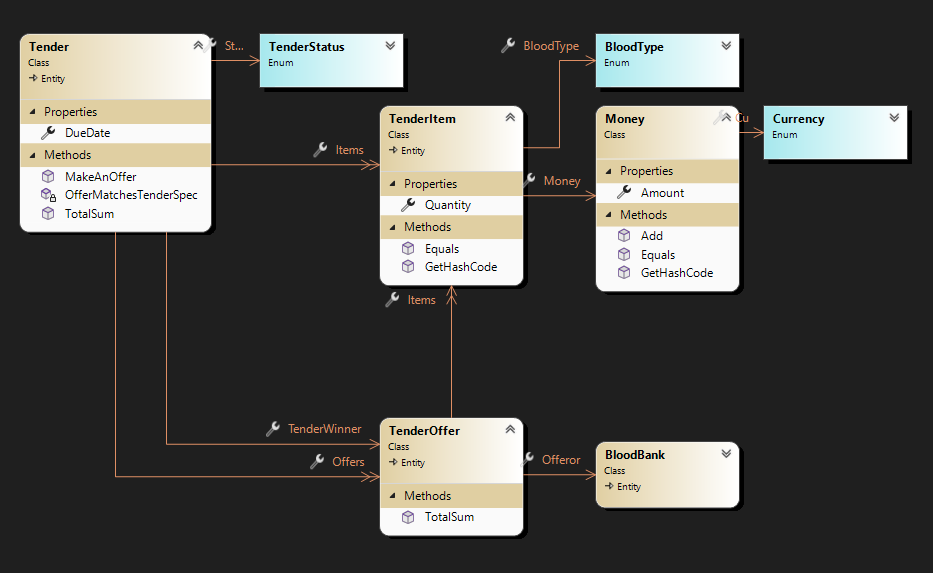 Tender
Class
Entity
Properties
DueDate
Methods
MakeAnOffer
OfferMatchesTenderSpec
TotalSum
St...
TenderStatus
Enum
BloodType
BloodType
Enum
Items
TenderItem
Class
Entity
Properties
Quantity
Methods
Equals
GetHashCode
Money
Money
Class
Properties
Amount
Methods
Add
Equals
GetHashCode
Cu
Currency
Enum
Items
TenderWinner
Offers
TenderOffer
Class
Entity
Methods
TotalSum
Offeror
BloodBank
Class
Entity